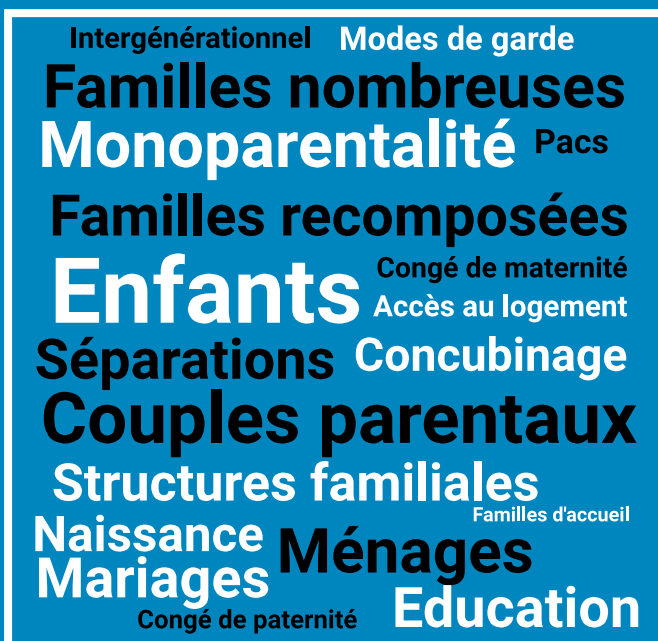 Intergénérationnel Modes de garde
Familles nombreuses
Monoparentalité Pacs
Familles recomposées
Enfants
Congé de maternité
Accès au logement
Séparations Concubinage
Couples parentaux
Structures familiales
Familles d'accueil
Naissance
Ménages
Mariages
Education
Congé de paternité